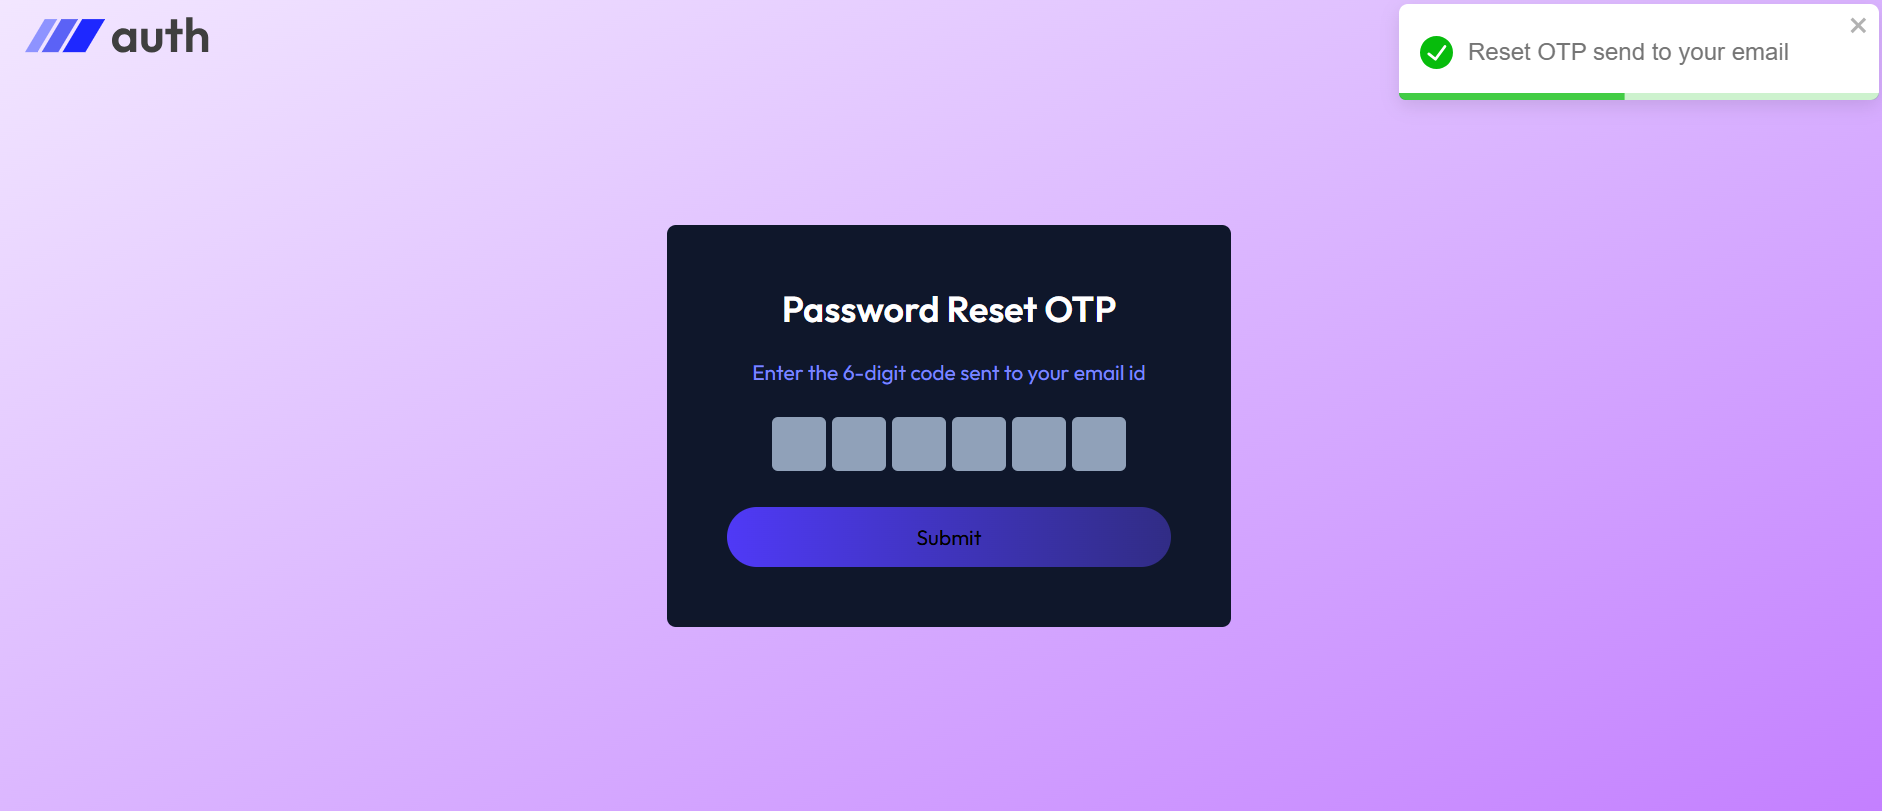 auth
Reset OTP send to your email
Password Reset OTP
Enter the 6-digit code sent to your email id
Submit